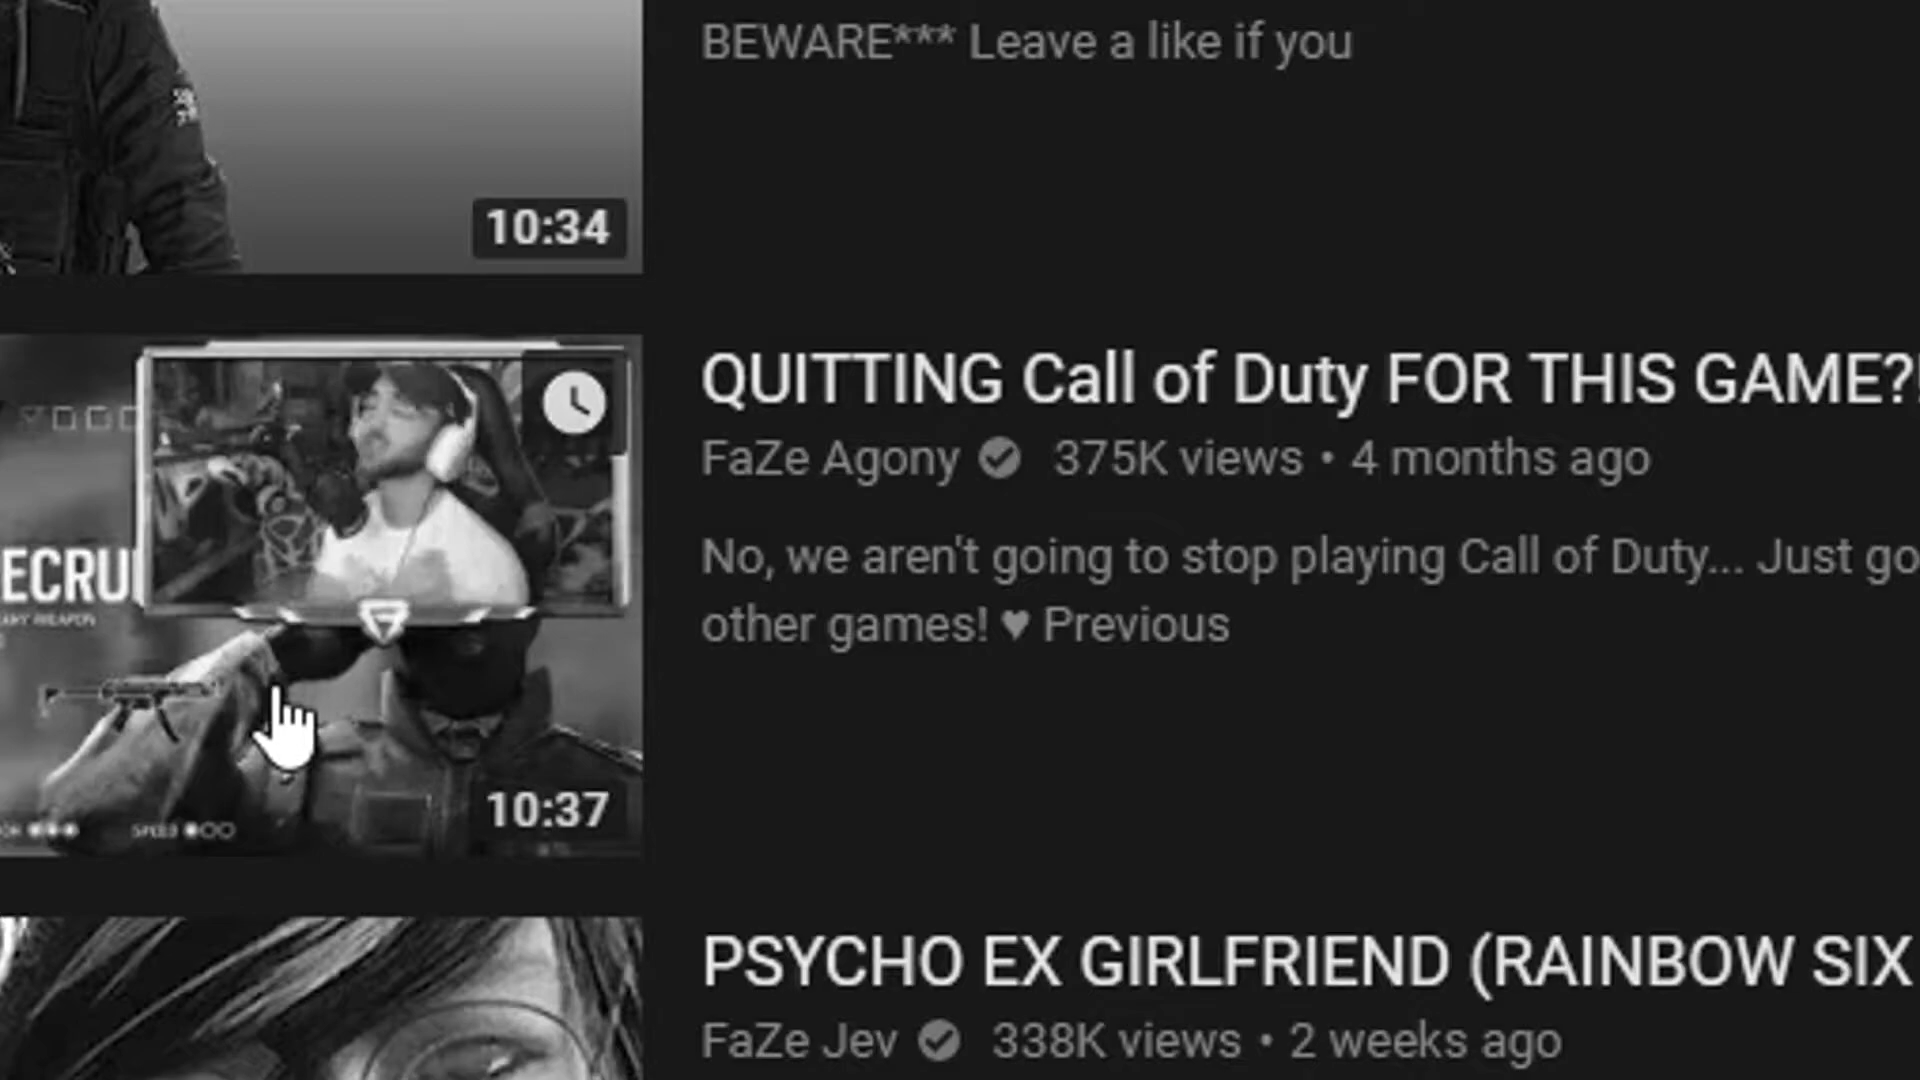 BEWARE*** Leave a like if you
10:34
QUITTING Call of Duty FOR THIS GAME?!
FaZe Agony 375K views • 4 months ago
No, we aren't going to stop playing Call of Duty... Just go
other games! ♥ Previous
ECRU
SPEED
10:37
PSYCHO EX GIRLFRIEND (RAINBOW SIX
FaZe Jev 338K views • 2 weeks ago